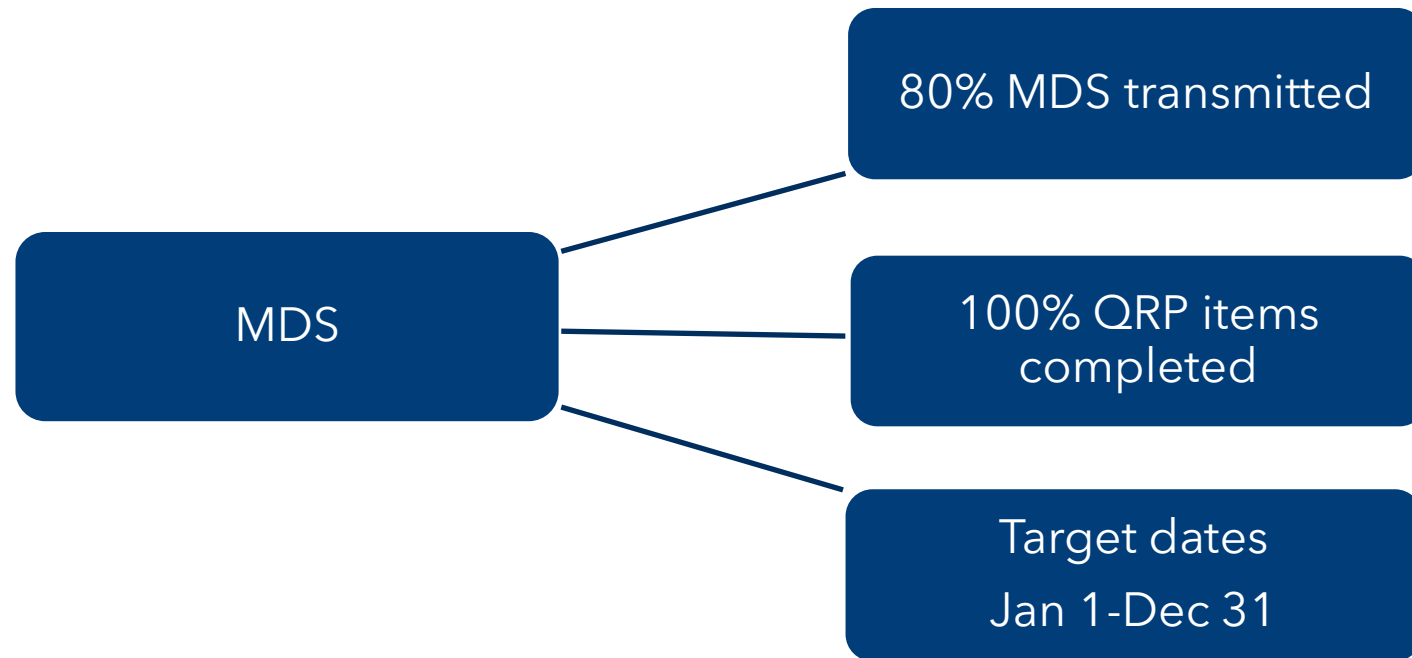 80% MDS transmitted
MDS
100% QRP items
completed
Target dates
Jan 1-Dec 31